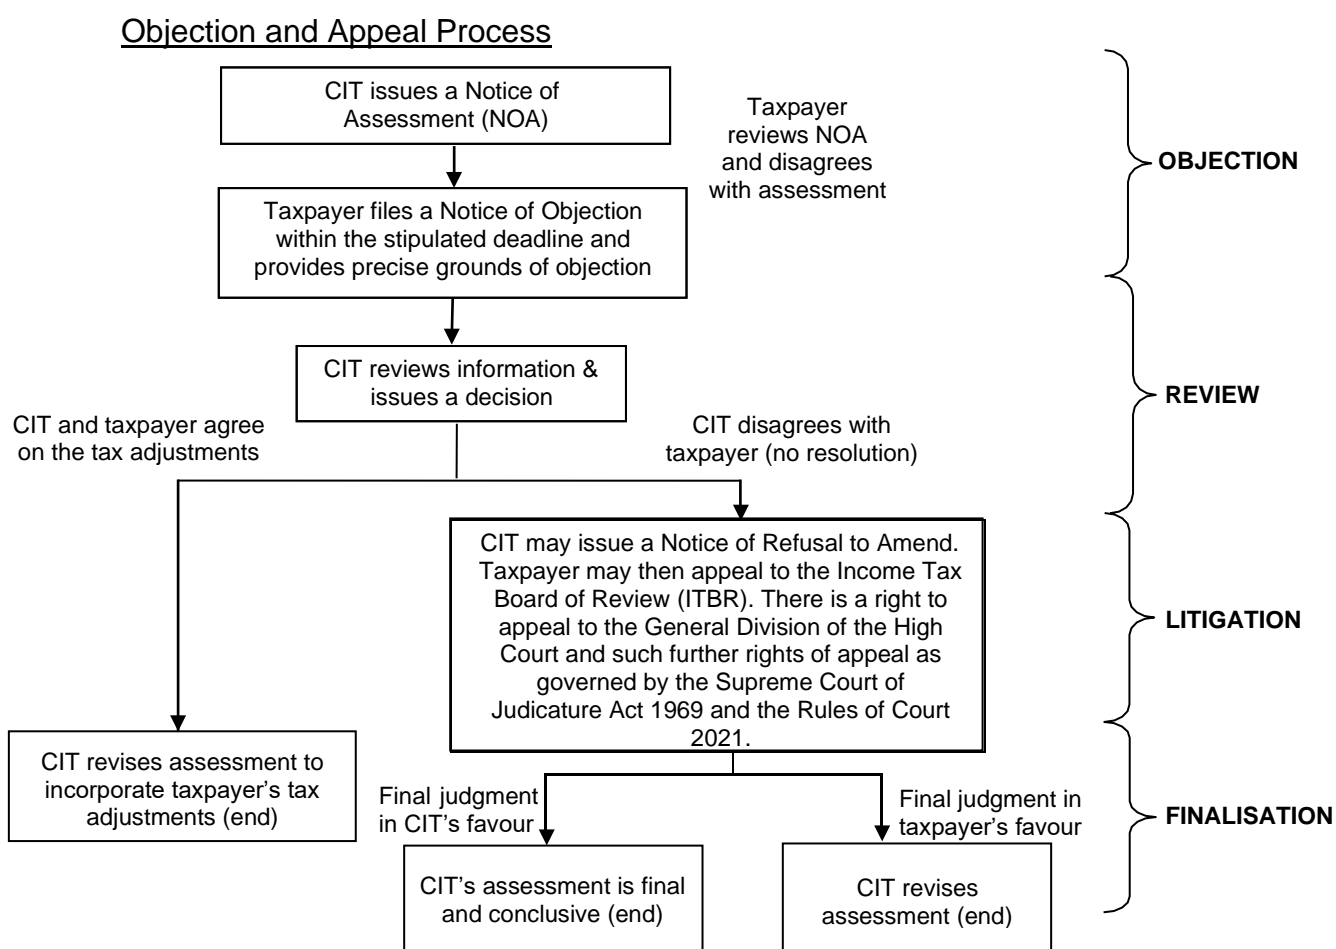 Objection and Appeal Process
CIT issues a Notice of
Assessment (NOA)
Taxpayer
reviews NOA
and disagrees
with assessment
OBJECTION
Taxpayer files a Notice of Objection
within the stipulated deadline and
provides precise grounds of objection
CIT reviews information &
issues a decision
REVIEW
CIT and taxpayer agree
on the tax adjustments
CIT disagrees with
taxpayer (no resolution)
CIT may issue a Notice of Refusal to Amend.
Taxpayer may then appeal to the Income Tax
Board of Review (ITBR). There is a right to
appeal to the General Division of the High
Court and such further rights of appeal as
governed by the Supreme Court of
Judicature Act 1969 and the Rules of Court
2021.
LITIGATION
CIT revises assessment to
incorporate taxpayer’s tax
adjustments (end)
Final judgment
in CIT’s favour
Final judgment in
taxpayer’s favour
FINALISATION
CIT’s assessment is final
and conclusive (end)
CIT revises
assessment (end)